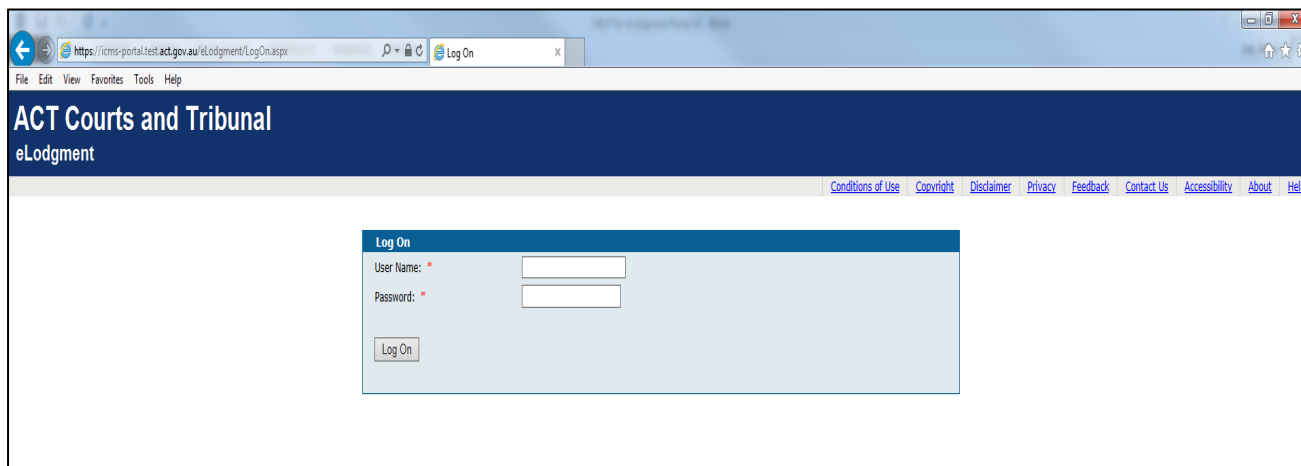 https://icms-portal.test.act.gov.au/eLodgment/LogOn.aspx
Log On
File Edit View Favorites Tools Help
ACT Courts and Tribunal
eLodgment
Conditions of Use Copyright Disclaimer Privacy Feedback Contact Us Accessibility About Hel
Log On
User Name: *
Password: *
Log On